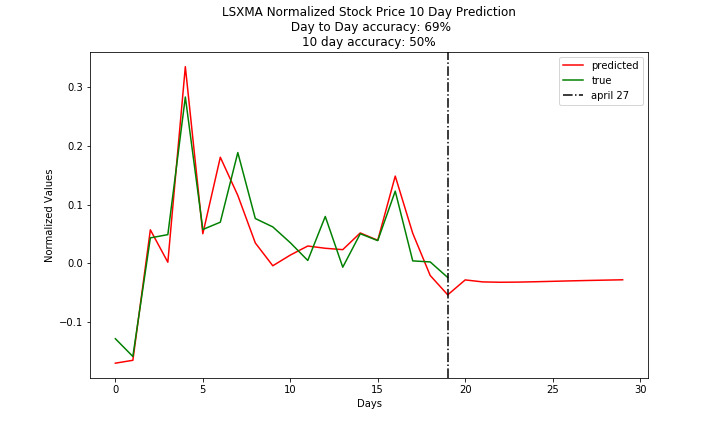 LSXMA Normalized Stock Price 10 Day Prediction
Day to Day accuracy: 69%
10 day accuracy: 50%
predicted
true
april 27
Normalized Values
0.3
0.2
0.1
0.0
−0.1
0 5 10 15 20 25 30
Days